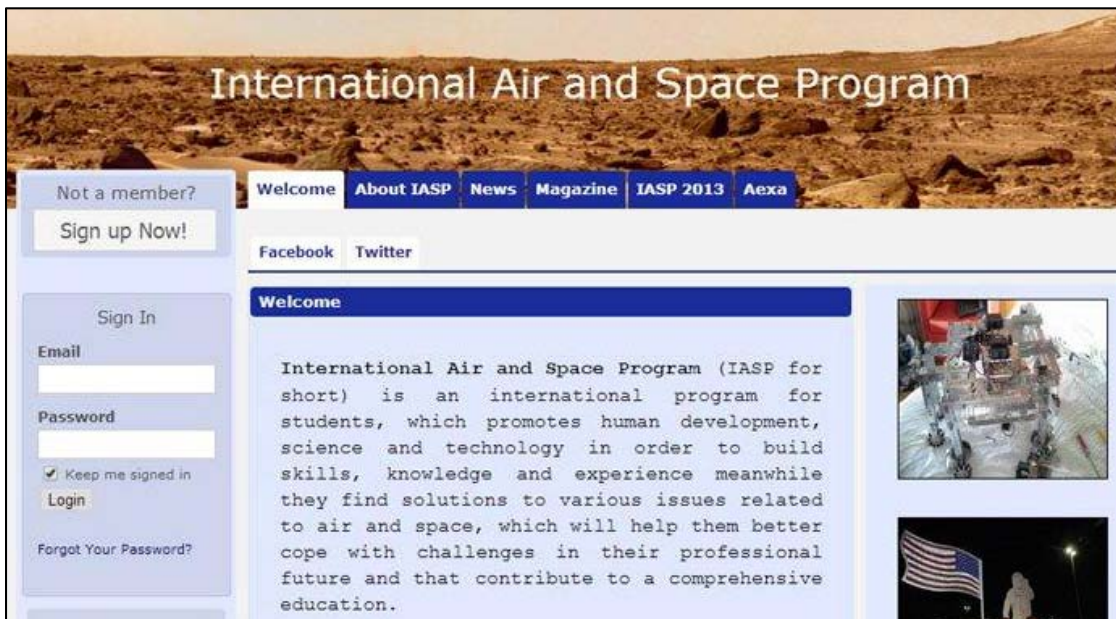 International Air and Space Program
Not a member?
Sign up Now!
Welcome About IASP News Magazine IASP 2013 Aexa
Facebook Twitter
Sign In
Email
Password
Keep me signed in
Login
Forgot Your Password?
Welcome
International Air and Space Program (IASP for
short) is an international program for
students, which promotes human development,
science and technology in order to build
skills, knowledge and experience meanwhile
they find solutions to various issues related
to air and space, which will help them better
cope with challenges in their professional
future and that contribute to a comprehensive
education.